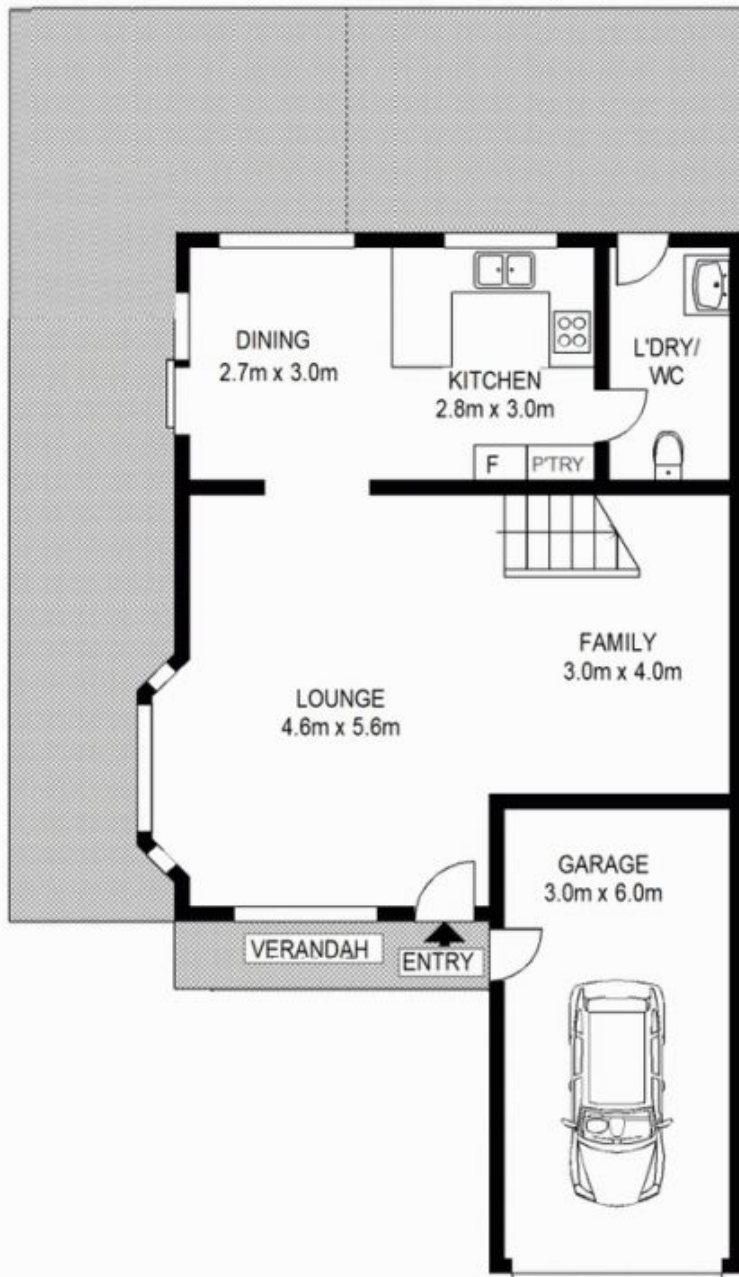 DINING
2.7m x 3.0m
KITCHEN
2.8m x 3.0m
L'DRY/
WC
F
P'TRY
FAMILY
3.0m x 4.0m
LOUNGE
4.6m x 5.6m
GARAGE
3.0m x 6.0m
VERANDAH
ENTRY